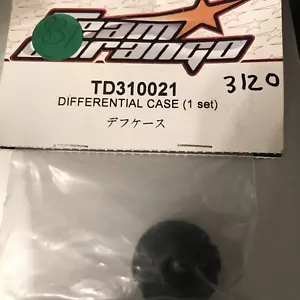 Team
Durango
TD310021
3120
DIFFERENTIAL CASE (1 set)
デフケース